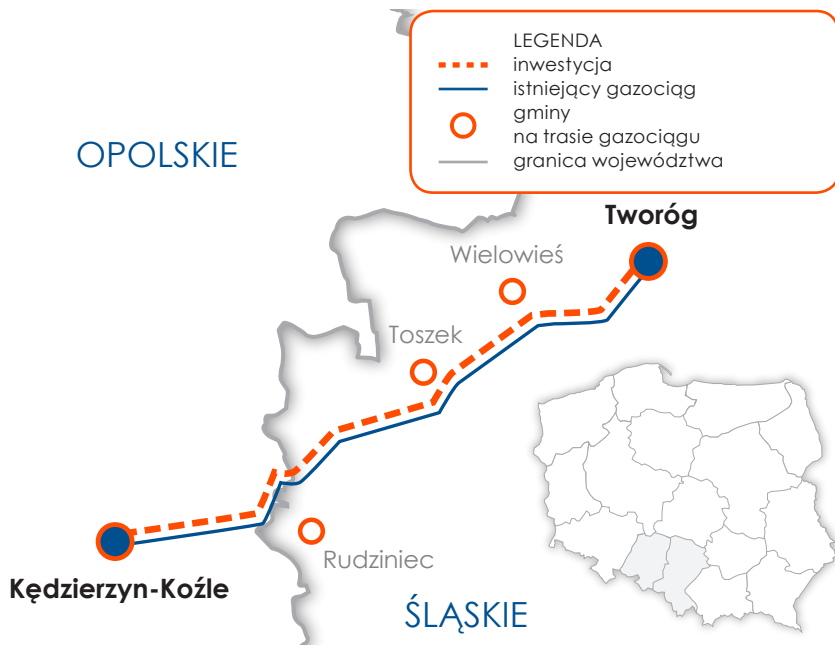 LEGENDA
inwestycja
istniejący gazociąg
gminy
na trasie gazociągu
granica województwa
OPOLSKIE
Tworóg
Wielowieś
Toszek
Rudziniec
Kędzierzyn-Koźle
ŚLĄSKIE